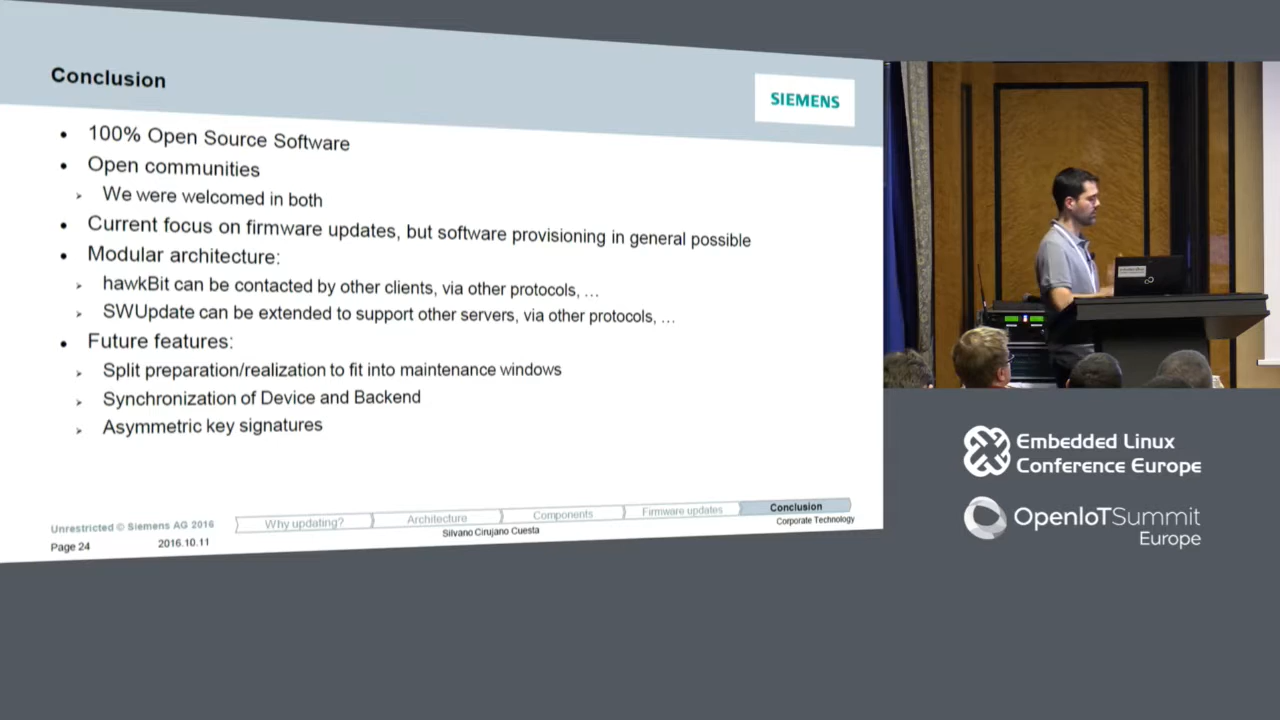 Conclusion
SIEMENS
• 100% Open Source Software
• Open communities
➢ We were welcomed in both
• Current focus on firmware updates, but software provisioning in general possible
• Modular architecture:
➢ hawkBit can be contacted by other clients, via other protocols, …
➢ SWUpdate can be extended to support other servers, via other protocols, …
• Future features:
➢ Split preparation/realization to fit into maintenance windows
➢ Synchronization of Device and Backend
➢ Asymmetric key signatures
Unrestricted © Siemens AG 2016
Why updating?
Architecture
Components
Firmware updates
Conclusion
Page 24
2016.10.11
Silvano Cirujano Cuesta
Corporate Technology
Embedded Linux
Conference Europe
OpenIoTSummit
Europe